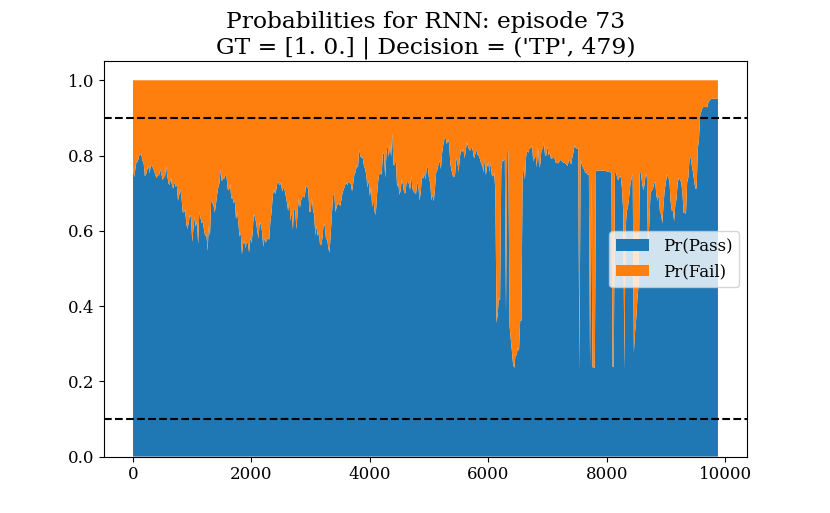 Probabilities for RNN: episode 73
GT = [1. 0.] | Decision = ('TP', 479)
1.0
0.8
0.6
0.4
0.2
0.0
Pr(Pass)
Pr(Fail)
0 2000 4000 6000 8000 10000